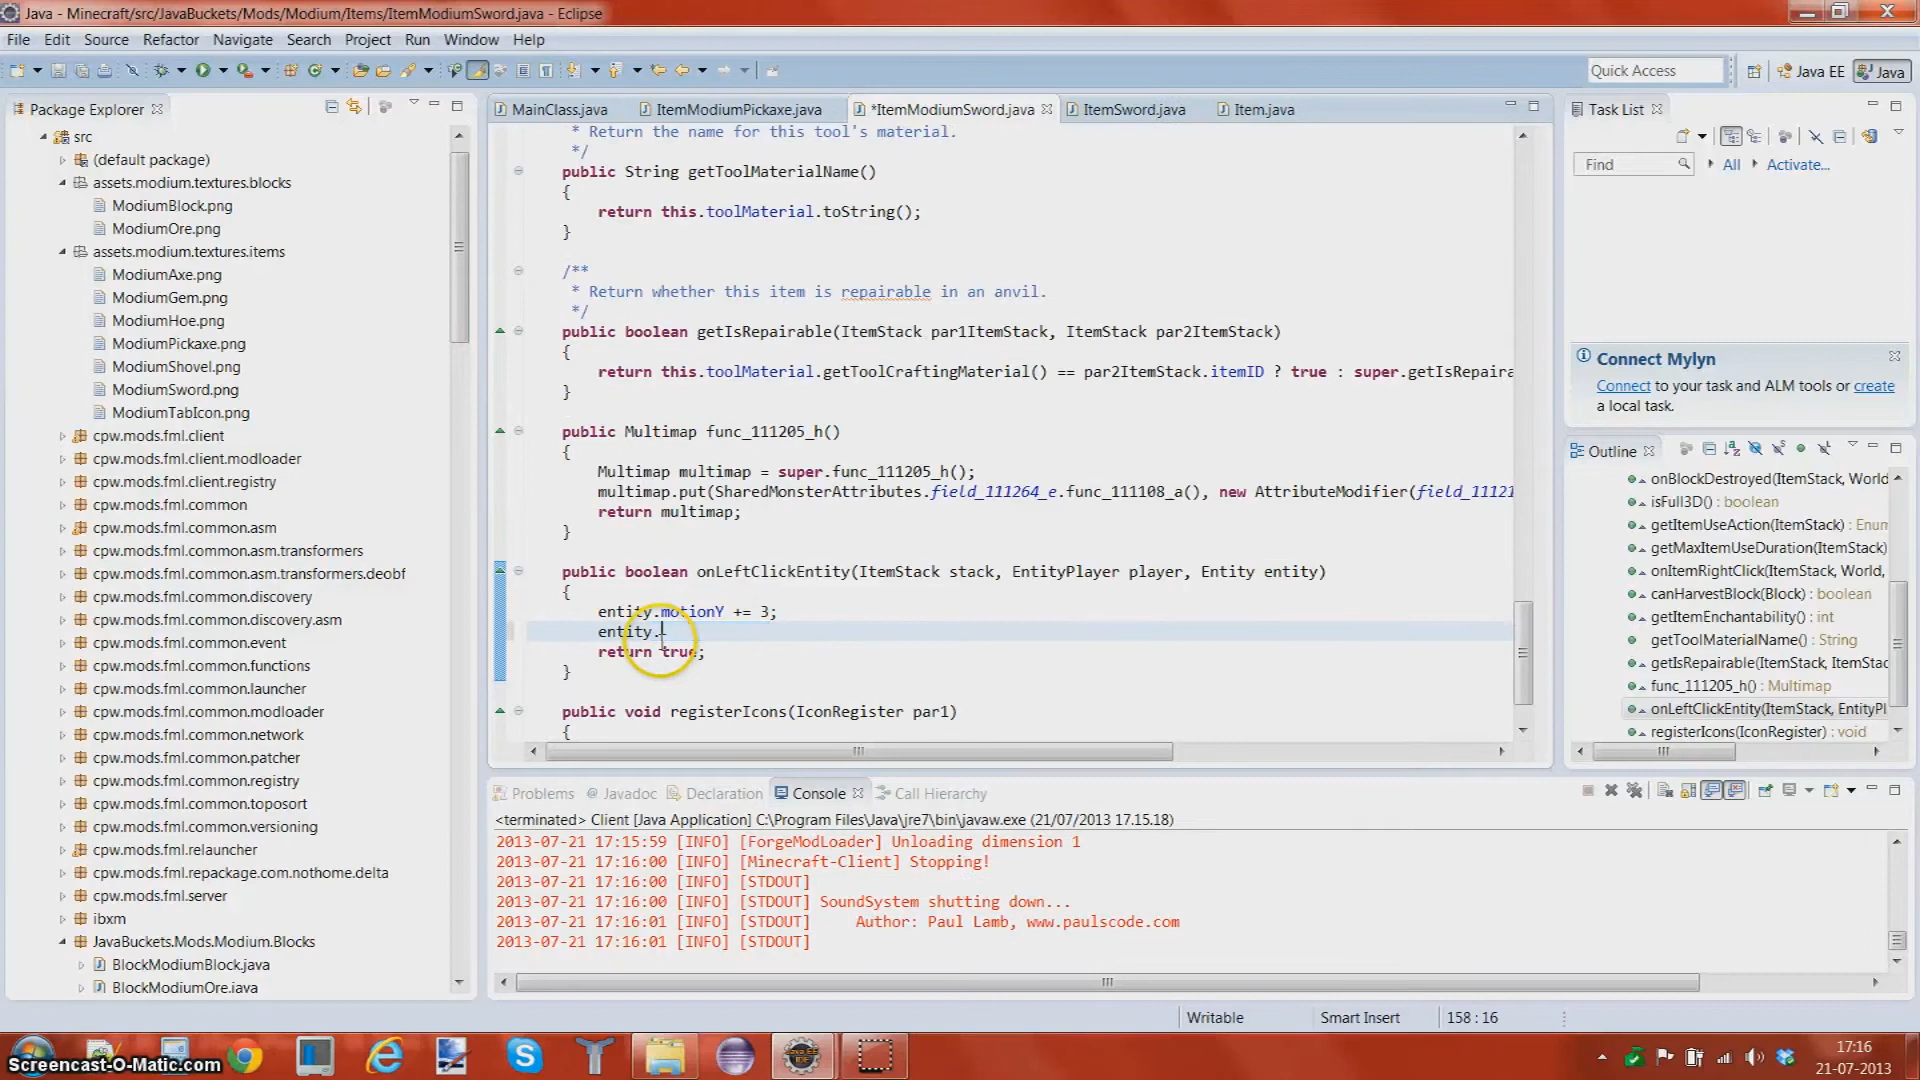 Java - Minecraft/src/JavaBuckets/Mods/Modium/Items/ItemModiumSword.java - Eclipse
File Edit Source Refactor Navigate Search Project Run Window Help
Quick Access
Java EE
Java
Package Explorer
src
(default package)
assets.modium.textures.blocks
ModiumBlock.png
ModiumOre.png
assets.modium.textures.items
ModiumAxe.png
ModiumGem.png
ModiumHoe.png
ModiumPickaxe.png
ModiumShovel.png
ModiumSword.png
ModiumTabIcon.png
cpw.mods.fml.client
cpw.mods.fml.client.modloader
cpw.mods.fml.client.registry
cpw.mods.fml.common
cpw.mods.fml.common.asm
cpw.mods.fml.common.asm.transformers
cpw.mods.fml.common.asm.transformers.deobf
cpw.mods.fml.common.discovery
cpw.mods.fml.common.discovery.asm
cpw.mods.fml.common.event
cpw.mods.fml.common.functions
cpw.mods.fml.common.launcher
cpw.mods.fml.common.modloader
cpw.mods.fml.common.network
cpw.mods.fml.common.patcher
cpw.mods.fml.common.registry
cpw.mods.fml.common.toposort
cpw.mods.fml.common.versioning
cpw.mods.fml.relauncher
cpw.mods.fml.repackage.com.nothome.delta
cpw.mods.fml.server
ibxm
JavaBuckets.Mods.Modium.Blocks
BlockModiumBlock.java
BlockModiumOre.java
MainClass.java ItemModiumPickaxe.java *ItemModiumSword.java ItemSword.java Item.java
* Return the name for this tool's material.
*/
public String getToolMaterialName()
{
return this.toolMaterial.toString();
}
/**
* Return whether this item is repairable in an anvil.
*/
public boolean getIsRepairable(ItemStack par1ItemStack, ItemStack par2ItemStack)
{
return this.toolMaterial.getToolCraftingMaterial() == par2ItemStack.itemID ? true : super.getIsRepaira
}
public Multimap func_111205_h()
{
Multimap multimap = super.func_111205_h();
multimap.put(SharedMonsterAttributes.field_111264_e.func_111108_a(), new AttributeModifier(field_11121
return multimap;
}
public boolean onLeftClickEntity(ItemStack stack, EntityPlayer player, Entity entity)
{
entity.motionY += 3;
entity.
return true;
}
public void registerIcons(IconRegister par1)
{
Task List
Find
All
Activate...
Connect Mylyn
Connect to your task and ALM tools or create
a local task.
Outline
onBlockDestroyed(ItemStack, World
isFull3D() : boolean
getItemUseAction(ItemStack) : Enum
getMaxItemUseDuration(ItemStack)
onItemRightClick(ItemStack, World,
canHarvestBlock(Block) : boolean
getItemEnchantability() : int
getToolMaterialName() : String
getIsRepairable(ItemStack, ItemStac
func_111205_h() : Multimap
onLeftClickEntity(ItemStack, EntityPl
registerIcons(IconRegister) : void
Problems @ Javadoc Declaration Console Call Hierarchy
<terminated> Client [Java Application] C:\Program Files\Java\jre7\bin\javaw.exe (21/07/2013 17.15.18)
2013-07-21 17:15:59 [INFO] [ForgeModLoader] Unloading dimension 1
2013-07-21 17:16:00 [INFO] [Minecraft-Client] Stopping!
2013-07-21 17:16:00 [INFO] [STDOUT]
2013-07-21 17:16:00 [INFO] [STDOUT] SoundSystem shutting down...
2013-07-21 17:16:01 [INFO] [STDOUT] Author: Paul Lamb, www.paulscode.com
2013-07-21 17:16:01 [INFO] [STDOUT]
Writable Smart Insert 158 : 16
Screencast-O-Matic.com
17:16
21-07-2013